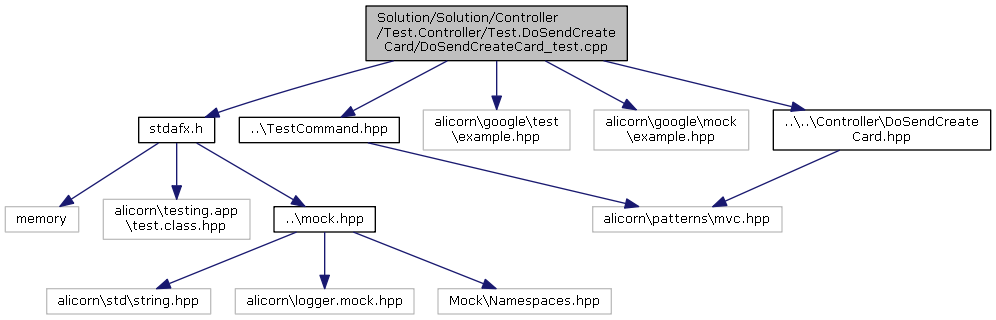 Solution/Solution/Controller
/Test.Controller/Test.DoSendCreate
Card/DoSendCreateCard_test.cpp
stdafx.h
..\TestCommand.hpp
alicorn\google\test
\example.hpp
alicorn\google\mock
\example.hpp
..\..\Controller\DoSendCreate
Card.hpp
memory
alicorn\testing.app
\test.class.hpp
..\mock.hpp
alicorn\patterns\mvc.hpp
alicorn\std\string.hpp
alicorn\logger.mock.hpp
Mock\Namespaces.hpp